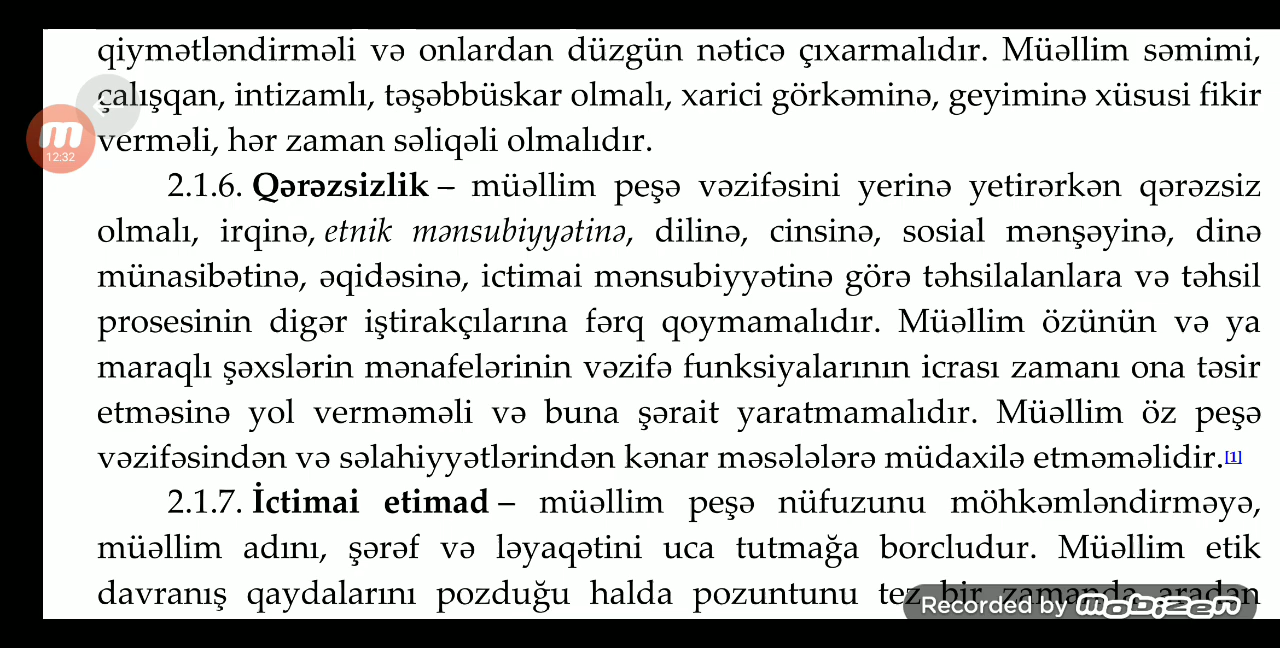 qiymətləndirməli və onlardan düzgün nəticə çıxarmalıdır. Müəllim səmimi,
çalışqan, intizamlı, təşəbbüskar olmalı, xarici görkəminə, geyiminə xüsusi fikir
verməli, hər zaman səliqəli olmalıdır.
12.32
2.1.6. Qərəzsizlik – müəllim peşə vəzifəsini yerinə yetirərkən qərəzsiz
olmalı, irqinə, etnik mənsubiyyətinə, dilinə, cinsinə, sosial mənşəyinə, dinə
münasibətinə, əqidəsinə, ictimai mənsubiyyətinə görə təhsilalanlara və təhsil
prosesinin digər iştirakçılarına fərq qoymamalıdır. Müəllim özünün və ya
maraqlı şəxslərin mənafelərinin vəzifə funksiyalarının icrası zamanı ona təsir
etməsinə yol verməməli və buna şərait yaratmamalıdır. Müəllim öz peşə
vəzifəsindən və səlahiyyətlərindən kənar məsələlərə müdaxilə etməməlidir.[1]
2.1.7. İctimai etimad – müəllim peşə nüfuzunu möhkəmləndirməyə,
müəllim adını, şərəf və ləyaqətini uca tutmağa borcludur. Müəllim etik
davranış qaydalarını pozduğu halda pozuntunu tez bir zamanda aradan
Recorded by mobizen